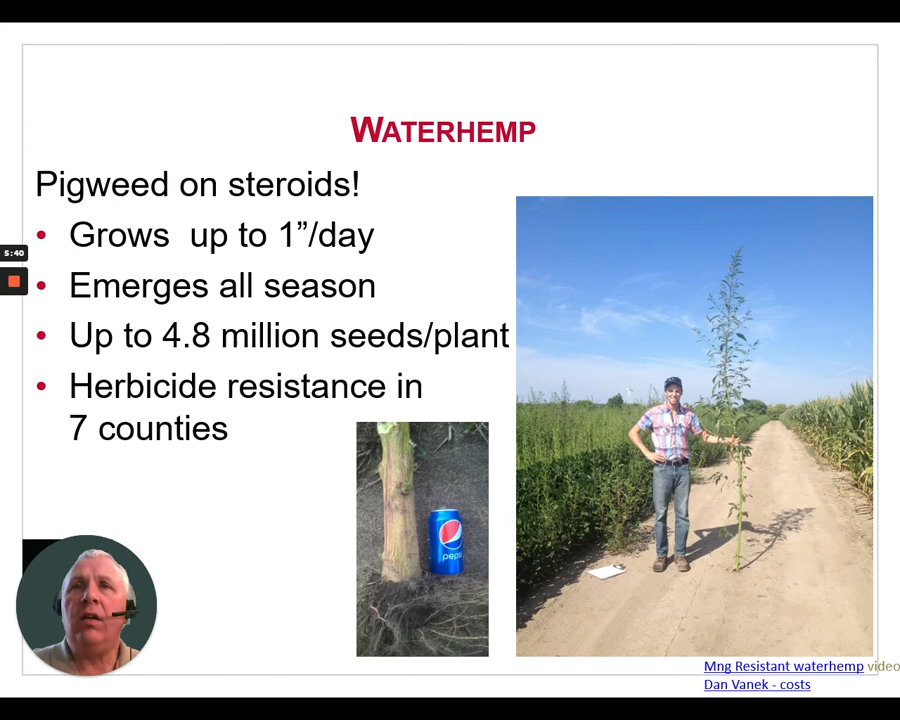 WATERHEMP
Pigweed on steroids!
• Grows up to 1”/day
5:40
• Emerges all season
• Up to 4.8 million seeds/plant
• Herbicide resistance in
7 counties
pepsi
Mng Resistant waterhemp video
Dan Vanek - costs